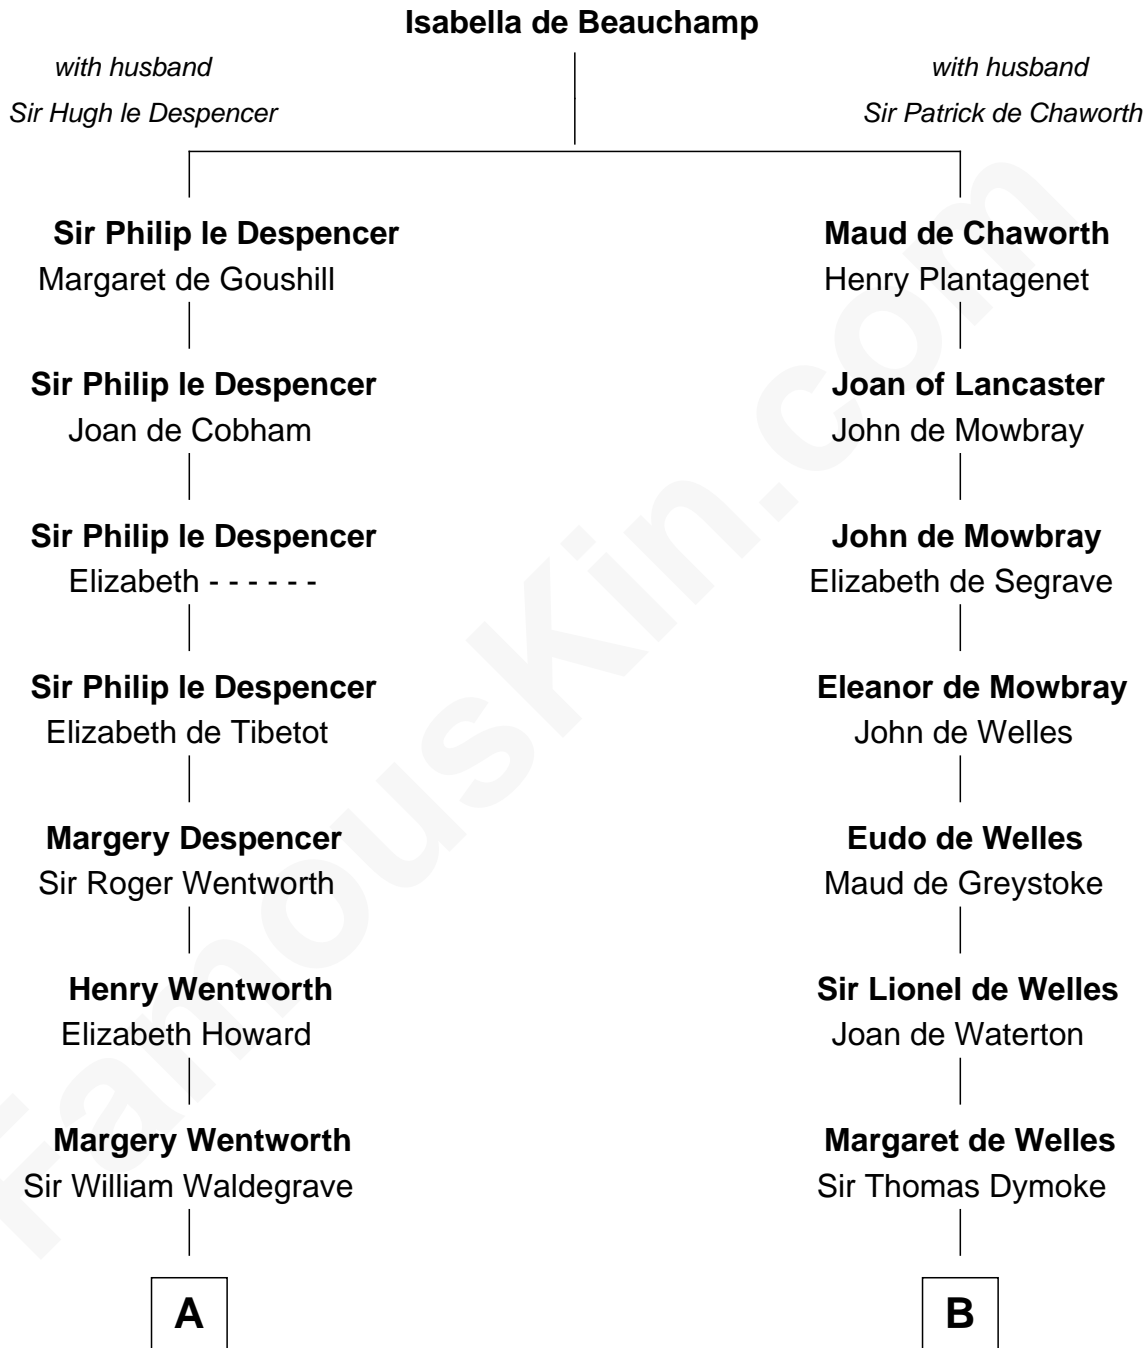 Isabella de Beauchamp
with husband
Sir Hugh le Despencer
with husband
Sir Patrick de Chaworth
Sir Philip le Despencer
Margaret de Goushill
Maud de Chaworth
Henry Plantagenet
Sir Philip le Despencer
Joan de Cobham
Joan of Lancaster
John de Mowbray
Sir Philip le Despencer
Elizabeth - - - - - -
John de Mowbray
Elizabeth de Segrave
Sir Philip le Despencer
Elizabeth de Tibetot
Eleanor de Mowbray
John de Welles
Margery Despencer
Sir Roger Wentworth
Eudo de Welles
Maud de Greystoke
Henry Wentworth
Elizabeth Howard
Sir Lionel de Welles
Joan de Waterton
Margery Wentworth
Sir William Waldegrave
Margaret de Welles
Sir Thomas Dymoke
A
B
FamousKin.com